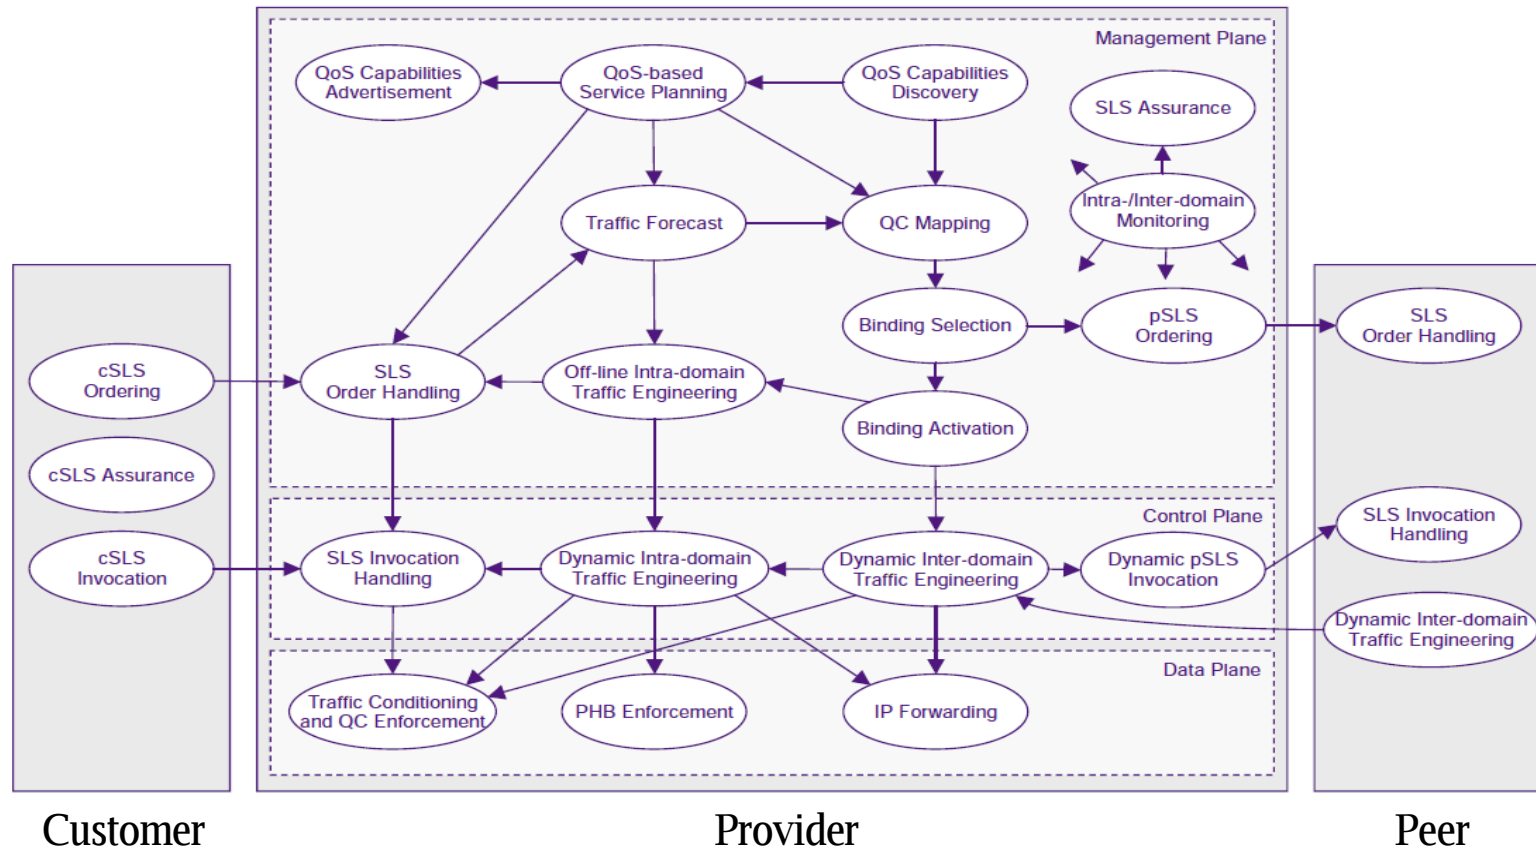 Management Plane
QoS Capabilities
Advertisement
QoS-based
Service Planning
QoS Capabilities
Discovery
SLS Assurance
Traffic Forecast
QC Mapping
Intra-/Inter-domain
Monitoring
Binding Selection
pSLS
Ordering
SLS
Order Handling
cSLS
Ordering
SLS
Order Handling
Off-line Intra-domain
Traffic Engineering
Binding Activation
cSLS Assurance
Control Plane
cSLS
Invocation
SLS Invocation
Handling
Dynamic Intra-domain
Traffic Engineering
Dynamic Inter-domain
Traffic Engineering
Dynamic pSLS
Invocation
SLS Invocation
Handling
Dynamic Inter-domain
Traffic Engineering
Data Plane
Traffic Conditioning
and QC Enforcement
PHB Enforcement
IP Forwarding
Customer
Provider
Peer